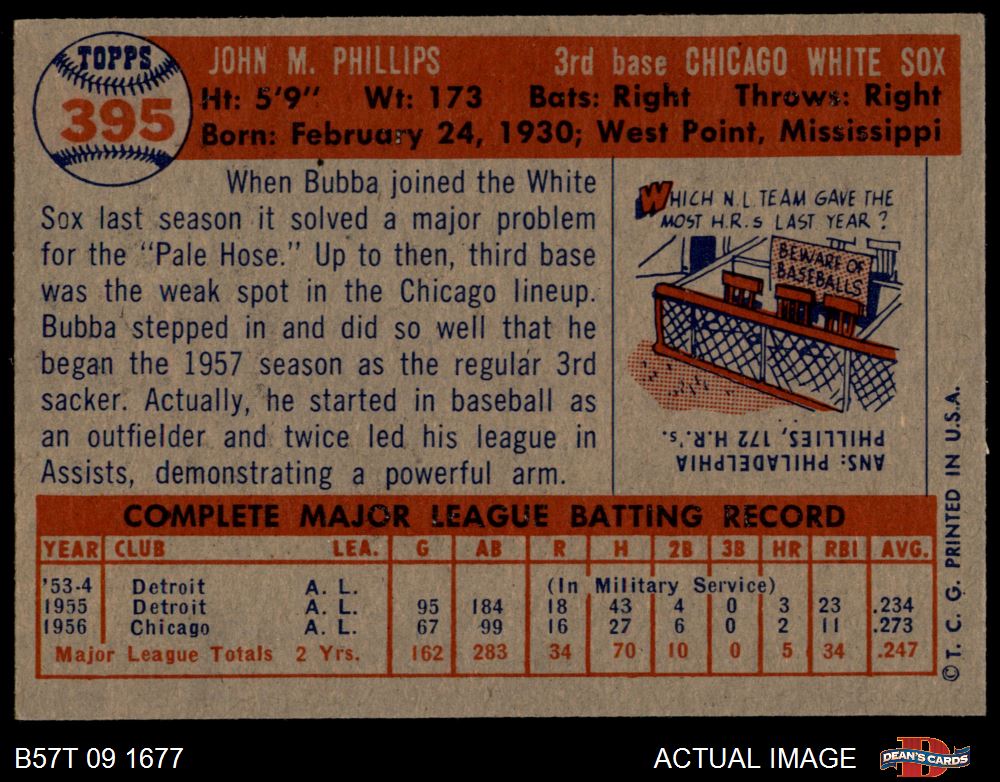 TOPPS
395
JOHN M. PHILLIPS 3rd base CHICAGO WHITE SOX
Ht: 5'9" Wt: 173 Bats: Right Throws: Right
Born: February 24, 1930; West Point, Mississippi
When Bubba joined the White
Sox last season it solved a major problem
for the "Pale Hose." Up to then, third base
was the weak spot in the Chicago lineup.
Bubba stepped in and did so well that he
began the 1957 season as the regular 3rd
sacker. Actually, he started in baseball as
an outfielder and twice led his league in
Assists, demonstrating a powerful arm.
WHICH N.L. TEAM GAVE THE
MOST H.R.s LAST YEAR?
BEWARE OF
BASEBALLS
ANS: PHILADELPHIA
PHILLIES, 172 H.R.'s.
COMPLETE MAJOR LEAGUE BATTING RECORD
YEAR CLUB LEA. G AB R H 2B 3B HR RBI AVG.
'53-4 Detroit A. L. (In Military Service)
1955 Detroit A. L. 95 184 18 43 4 0 3 23 .234
1956 Chicago A. L. 67 99 16 27 6 0 2 11 .273
Major League Totals 2 Yrs. 162 283 34 70 10 0 5 34 .247
© T. C. G. PRINTED IN U.S.A.
B57T 09 1677 ACTUAL IMAGE DEAN'S CARDS